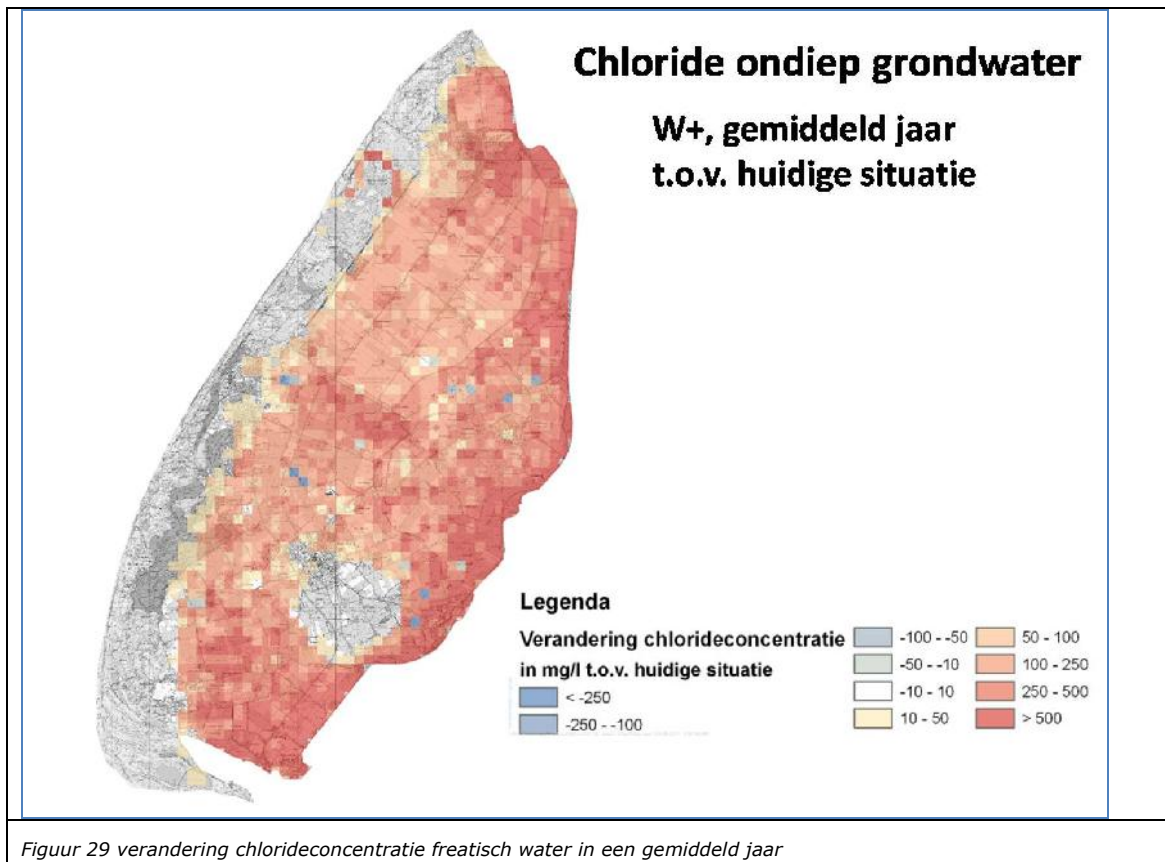 Chloride ondiep grondwater
W+, gemiddeld jaar
t.o.v. huidige situatie
Legenda
Verandering chlorideconcentratie
in mg/l t.o.v. huidige situatie
< -250
-250 - -100
-100 - -50
-50 - -10
-10 - 10
10 - 50
50 - 100
100 - 250
250 - 500
> 500
Figuur 29 verandering chlorideconcentratie freatisch water in een gemiddeld jaar